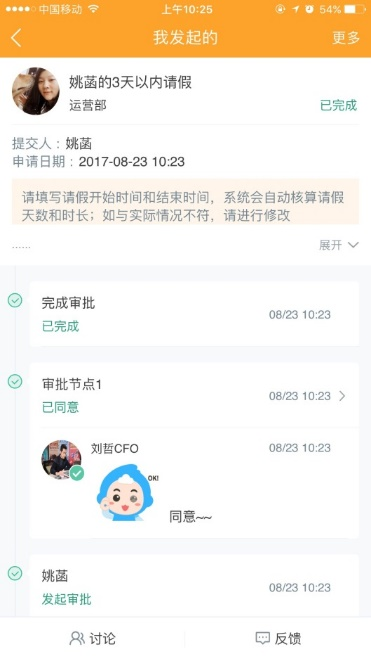 中国移动
上午10:25
54%
我发起的
更多
姚菡的3天以内请假
运营部
已完成
提交人：姚菡
申请日期：2017-08-23 10:23
请填写请假开始时间和结束时间，系统会自动核算请假
天数和时长；如与实际情况不符，请进行修改
......
展开
完成审批
08/23 10:23
已完成
审批节点1
08/23 10:23
已同意
刘哲CFO
08/23 10:23
OK!
同意~~
姚菡
08/23 10:23
发起审批
讨论
反馈